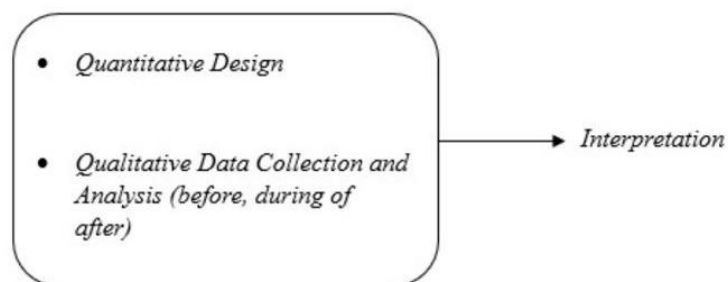 • Quantitative Design
• Qualitative Data Collection and
Analysis (before, during of
after)
Interpretation